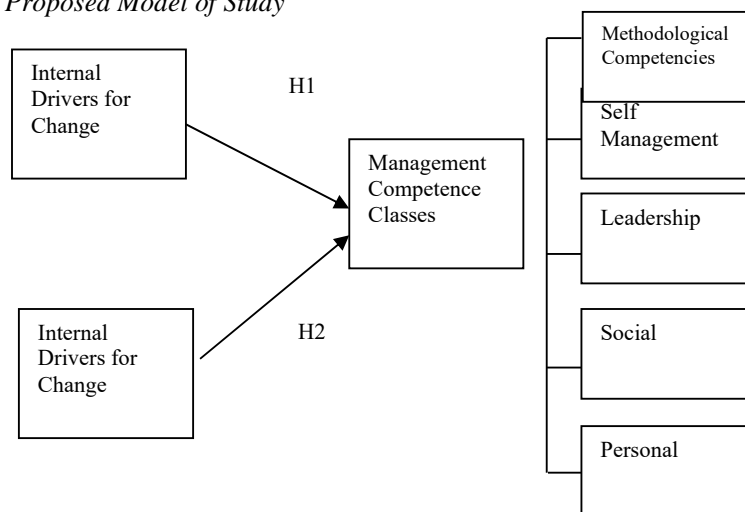 Proposed Model of Study
Internal
Drivers for
Change
H1
Management
Competence
Classes
Internal
Drivers for
Change
H2
Methodological
Competencies
Self
Management
Leadership
Social
Personal